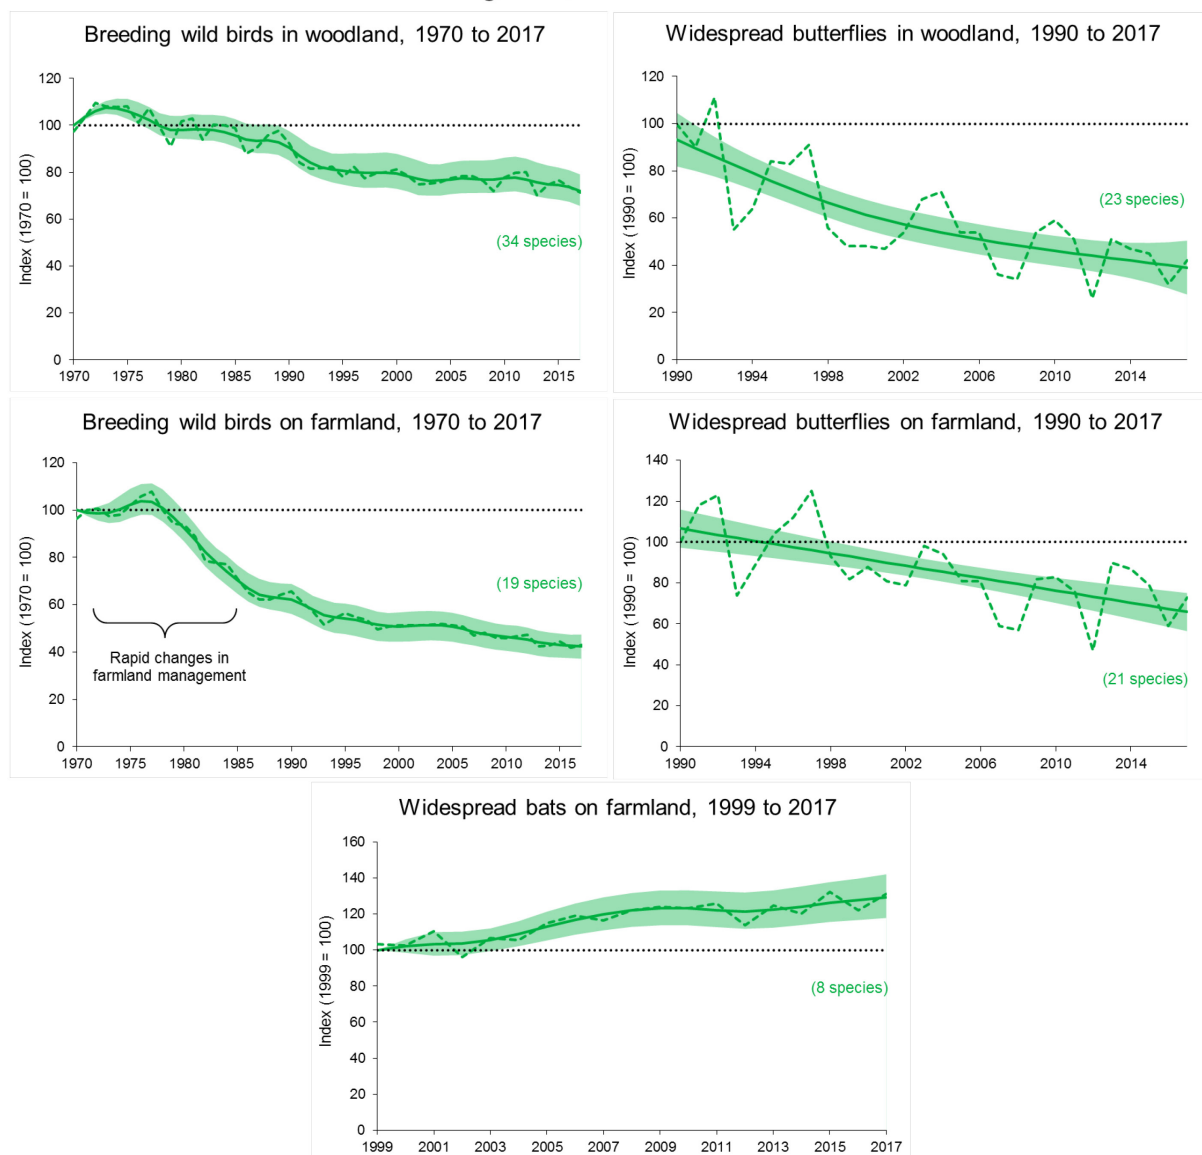 Breeding wild birds in woodland, 1970 to 2017
Index (1970 = 100)
120
100
80
60
40
20
0
(34 species)
1970 1975 1980 1985 1990 1995 2000 2005 2010 2015
Widespread butterflies in woodland, 1990 to 2017
Index (1990 = 100)
120
100
80
60
40
20
0
(23 species)
1990 1994 1998 2002 2006 2010 2014
Breeding wild birds on farmland, 1970 to 2017
Index (1970 = 100)
120
100
80
60
40
20
0
(19 species)
Rapid changes in
farmland management
1970 1975 1980 1985 1990 1995 2000 2005 2010 2015
Widespread butterflies on farmland, 1990 to 2017
Index (1990 = 100)
140
120
100
80
60
40
20
0
(21 species)
1990 1994 1998 2002 2006 2010 2014
Widespread bats on farmland, 1999 to 2017
Index (1999 = 100)
160
140
120
100
80
60
40
20
0
(8 species)
1999 2001 2003 2005 2007 2009 2011 2013 2015 2017